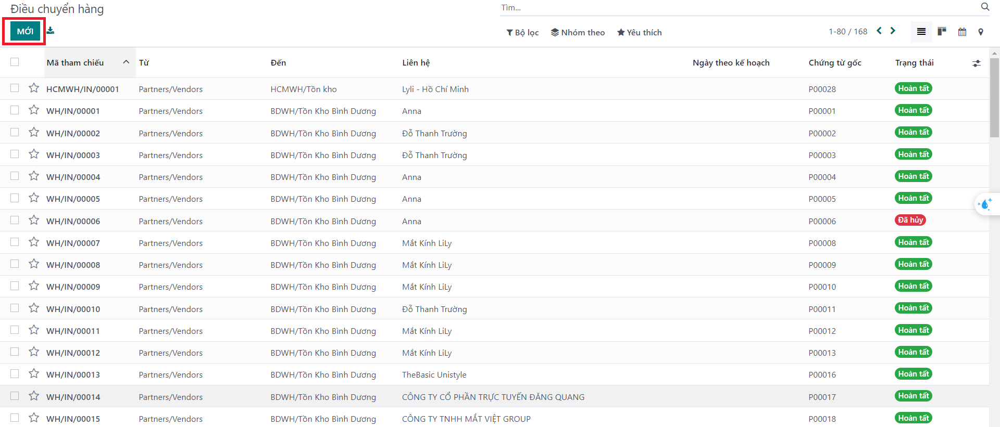 Điều chuyển hàng
Tìm...
MỚI
Bộ lọc Nhóm theo Yêu thích
1-80 / 168
Mã tham chiếu Từ Đến Liên hệ Ngày theo kế hoạch Chứng từ gốc Trạng thái
HCMWH/IN/00001 Partners/Vendors HCMWH/Tồn kho Lyli - Hồ Chí Minh P00028 Hoàn tất
WH/IN/00001 Partners/Vendors BDWH/Tồn Kho Bình Dương Anna P00001 Hoàn tất
WH/IN/00002 Partners/Vendors BDWH/Tồn Kho Bình Dương Đỗ Thanh Trường P00002 Hoàn tất
WH/IN/00003 Partners/Vendors BDWH/Tồn Kho Bình Dương Đỗ Thanh Trường P00003 Hoàn tất
WH/IN/00004 Partners/Vendors BDWH/Tồn Kho Bình Dương Anna P00004 Hoàn tất
WH/IN/00005 Partners/Vendors BDWH/Tồn Kho Bình Dương Anna P00005 Hoàn tất
WH/IN/00006 Partners/Vendors BDWH/Tồn Kho Bình Dương Anna P00006 Đã hủy
WH/IN/00007 Partners/Vendors BDWH/Tồn Kho Bình Dương Mắt Kính LiLy P00008 Hoàn tất
WH/IN/00008 Partners/Vendors BDWH/Tồn Kho Bình Dương Mắt Kính LiLy P00009 Hoàn tất
WH/IN/00009 Partners/Vendors BDWH/Tồn Kho Bình Dương Mắt Kính LiLy P00010 Hoàn tất
WH/IN/00010 Partners/Vendors BDWH/Tồn Kho Bình Dương Đỗ Thanh Trường P00011 Hoàn tất
WH/IN/00011 Partners/Vendors BDWH/Tồn Kho Bình Dương Mắt Kính LiLy P00012 Hoàn tất
WH/IN/00012 Partners/Vendors BDWH/Tồn Kho Bình Dương Mắt Kính LiLy P00013 Hoàn tất
WH/IN/00013 Partners/Vendors BDWH/Tồn Kho Bình Dương TheBasic Unistyle P00016 Hoàn tất
WH/IN/00014 Partners/Vendors BDWH/Tồn Kho Bình Dương CÔNG TY CỔ PHẦN TRỰC TUYẾN ĐĂNG QUANG P00017 Hoàn tất
WH/IN/00015 Partners/Vendors BDWH/Tồn Kho Bình Dương CÔNG TY TNHH MẮT VIỆT GROUP P00018 Hoàn tất